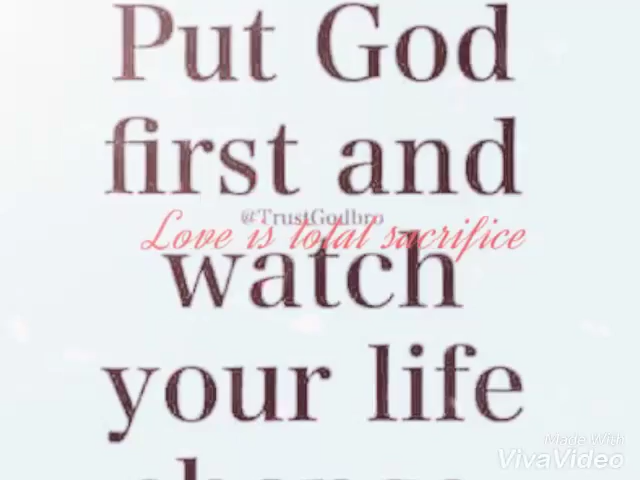 Put God
first and
@TrustGodbro
Love is total sacrifice
watch
your life
Made With
VivaVideo